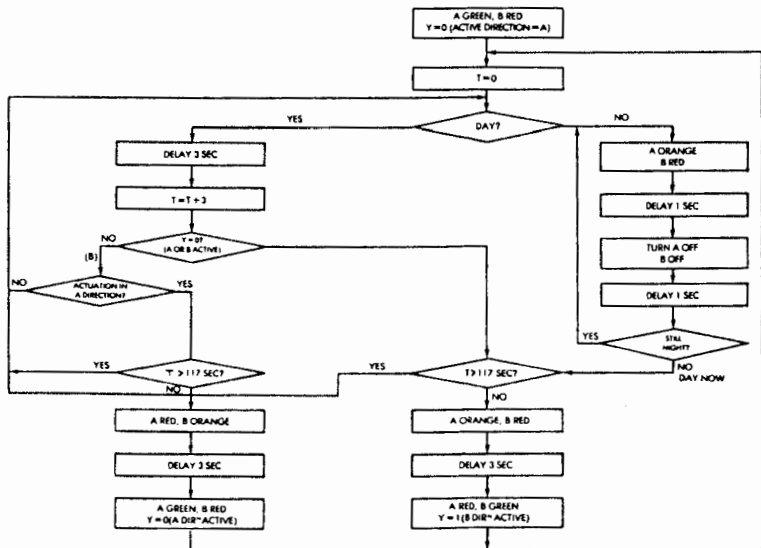 A GREEN, B RED
Y=0 (ACTIVE DIRECTION = A)
T=0
YES
DAY?
NO
DELAY 3 SEC
A ORANGE
B RED
T=T+3
DELAY 1 SEC
NO
Y = 0?
(A OR B ACTIVE)
(B)
TURN A OFF
B OFF
NO
ACTUATION IN
A DIRECTION?
YES
DELAY 1 SEC
YES
STILL
NIGHT?
YES
"T" > 117 SEC?
YES
T> 117 SEC?
NO
DAY NOW
NO
NO
A RED, B ORANGE
A ORANGE, B RED
DELAY 3 SEC
DELAY 3 SEC
A GREEN, B RED
Y=0(A DIR~ ACTIVE)
A RED, B GREEN
Y=1(B DIR~ ACTIVE)